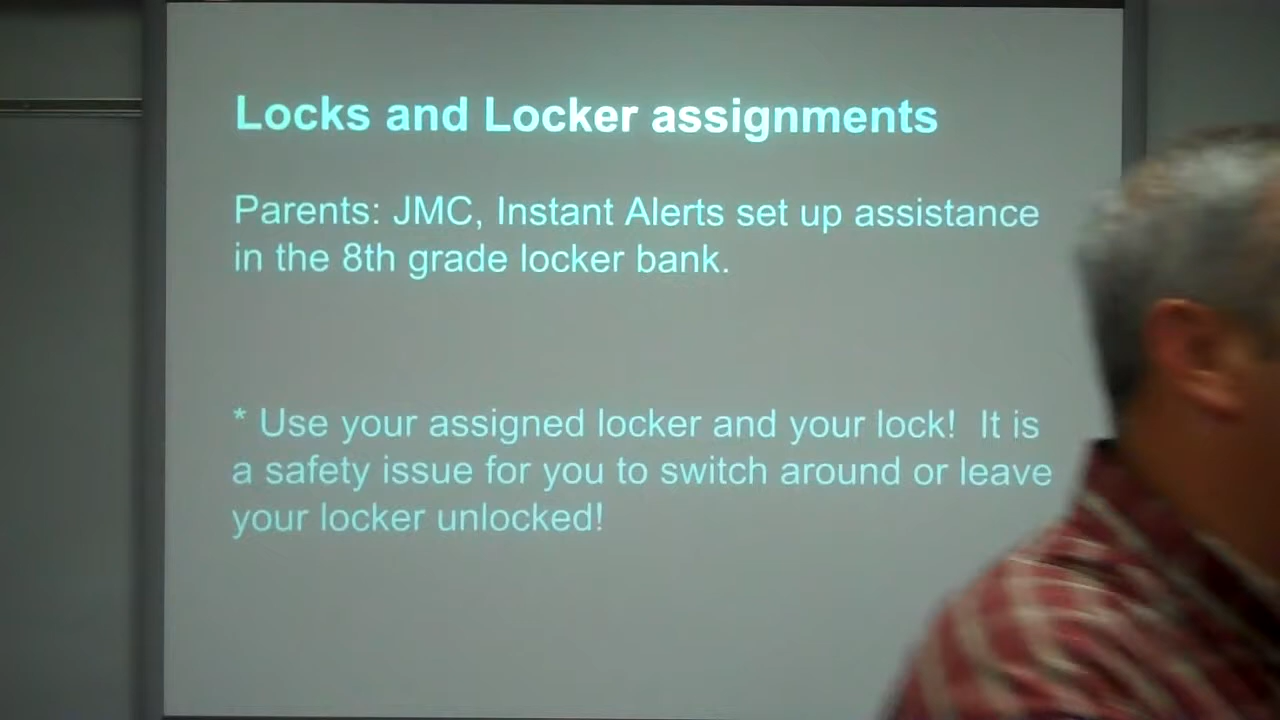 Locks and Locker assignments
Parents: JMC, Instant Alerts set up assistance
in the 8th grade locker bank.
* Use your assigned locker and your lock!  It is
a safety issue for you to switch around or leave
your locker unlocked!